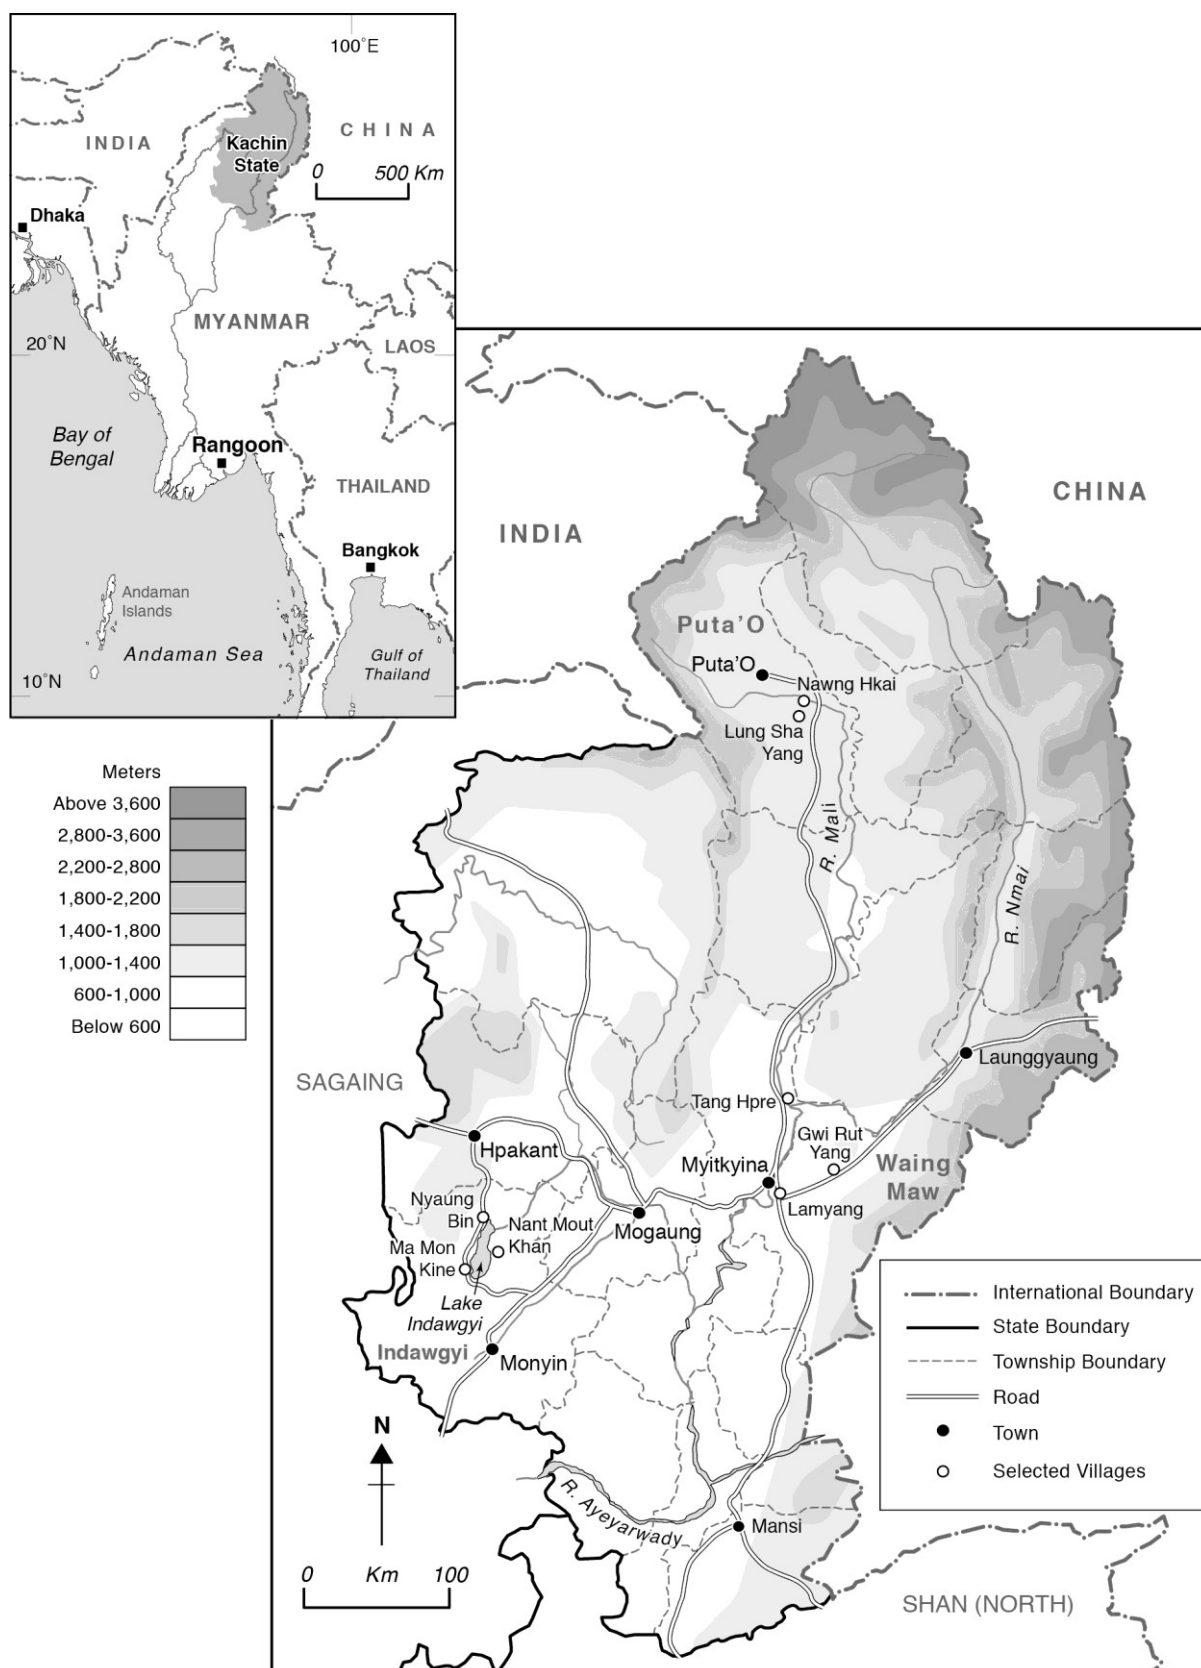 100°E
INDIA
CHINA
Kachin
State
0 500 Km
Dhaka
MYANMAR
20°N
LAOS
Bay of
Bengal
Rangoon
THAILAND
Bangkok
Andaman
Islands
Andaman Sea
Gulf of
Thailand
10°N
INDIA
CHINA
Puta'O
Puta'O
Nawng Hkai
Lung Sha
Yang
R. Mali
R. Nmai
Meters
Above 3,600
2,800-3,600
2,200-2,800
1,800-2,200
1,400-1,800
1,000-1,400
600-1,000
Below 600
SAGAING
Launggyaung
Tang Hpre
Gwi Rut
Yang
Waing
Maw
Hpakant
Myitkyina
Lamyang
Nyaung
Bin
Nant Mout
Khan
Mogaung
Ma Mon
Kine
Lake
Indawgyi
Indawgyi
Monyin
N
R. Ayeyarwady
Mansi
0 Km 100
SHAN (NORTH)
International Boundary
State Boundary
Township Boundary
Road
Town
Selected Villages